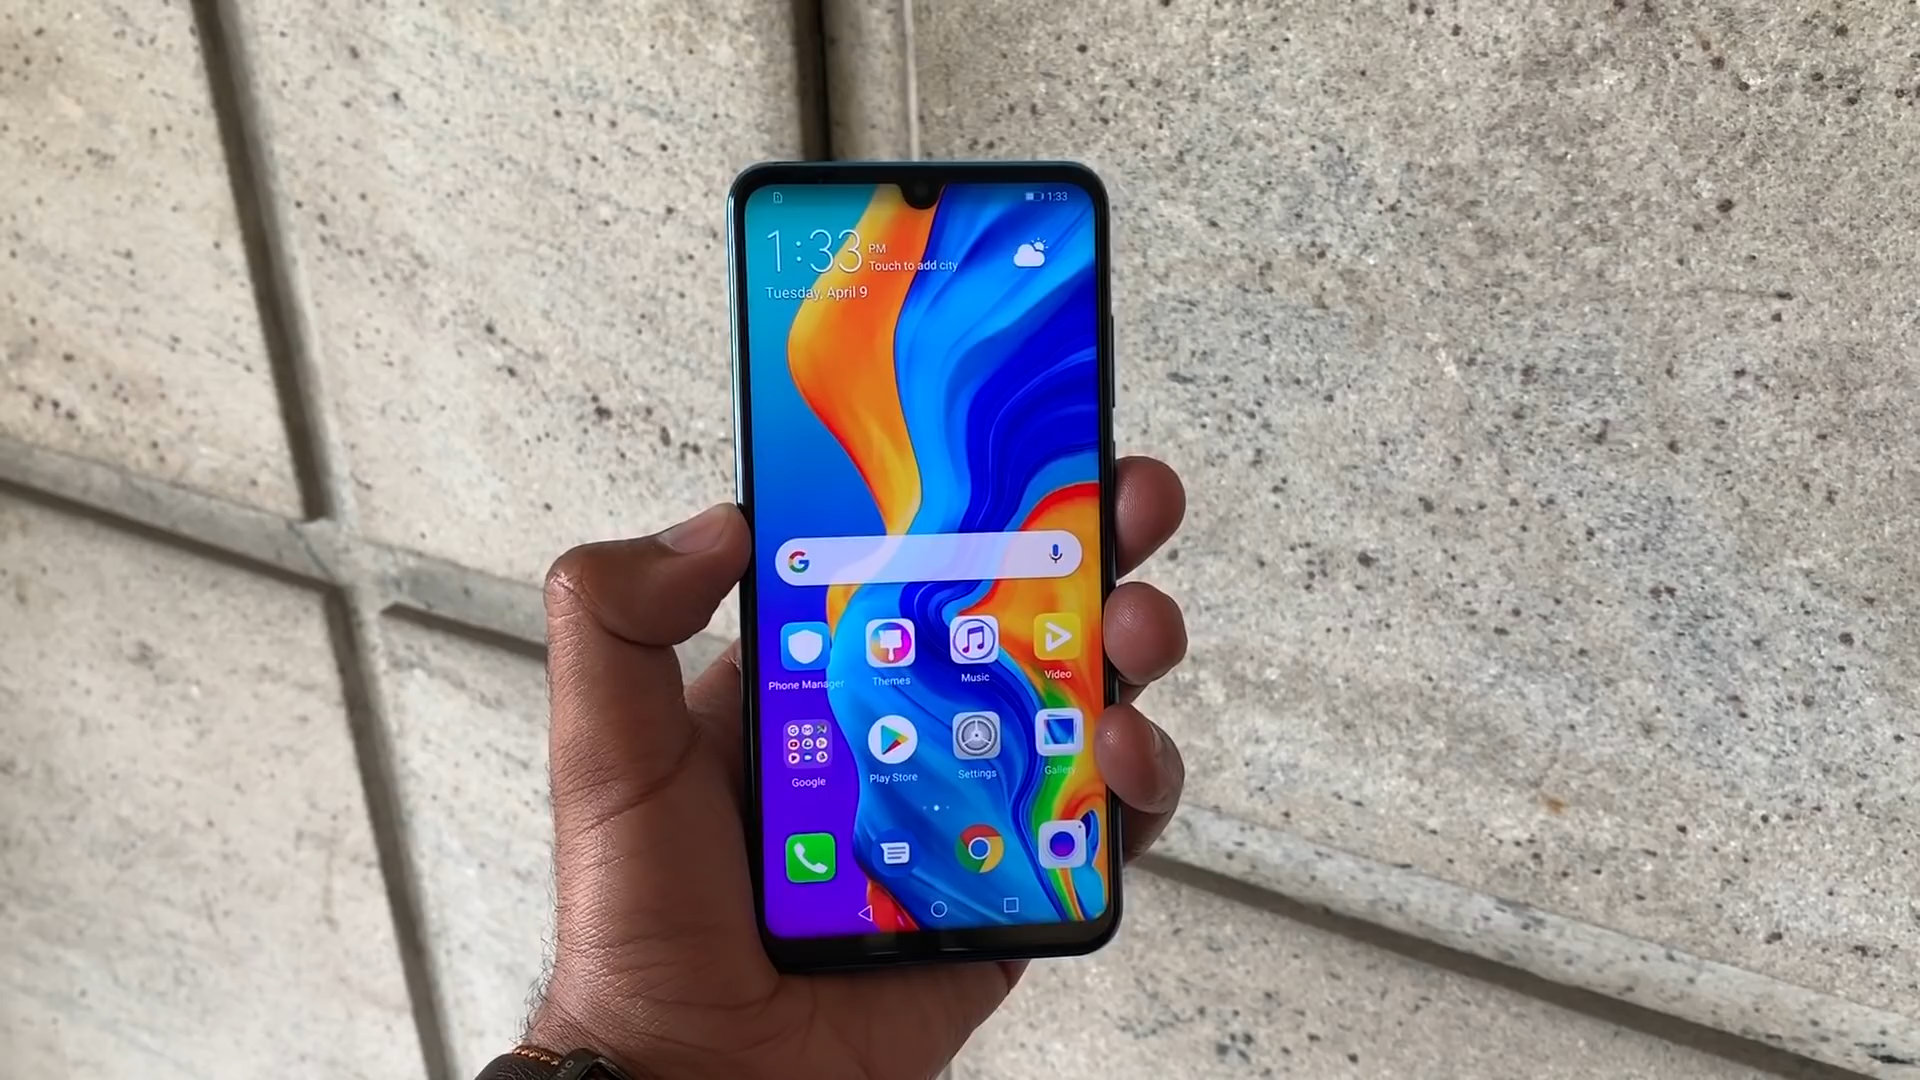 1:33
1:33 PM
Touch to add city
Tuesday, April 9
Phone Manager
Themes
Music
Video
Google
Play Store
Settings
Gallery